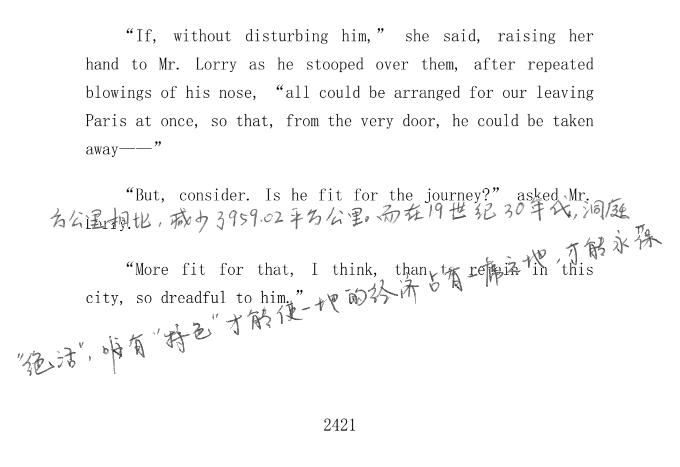 “If, without disturbing him,” she said, raising her
hand to Mr. Lorry as he stooped over them, after repeated
blowings of his nose, “all could be arranged for our leaving
Paris at once, so that, from the very door, he could be taken
away——”
“But, consider. Is he fit for the journey?” asked Mr.
方公里相比，减少了3959.02平方公里。而在19世纪30年代，洞庭
Lorry.
“More fit for that, I think, than to remain in this
city, so dreadful to him.”
“绝活”，唯有“特色”才能使一地的经济占有一席之地，才能永葆
2421